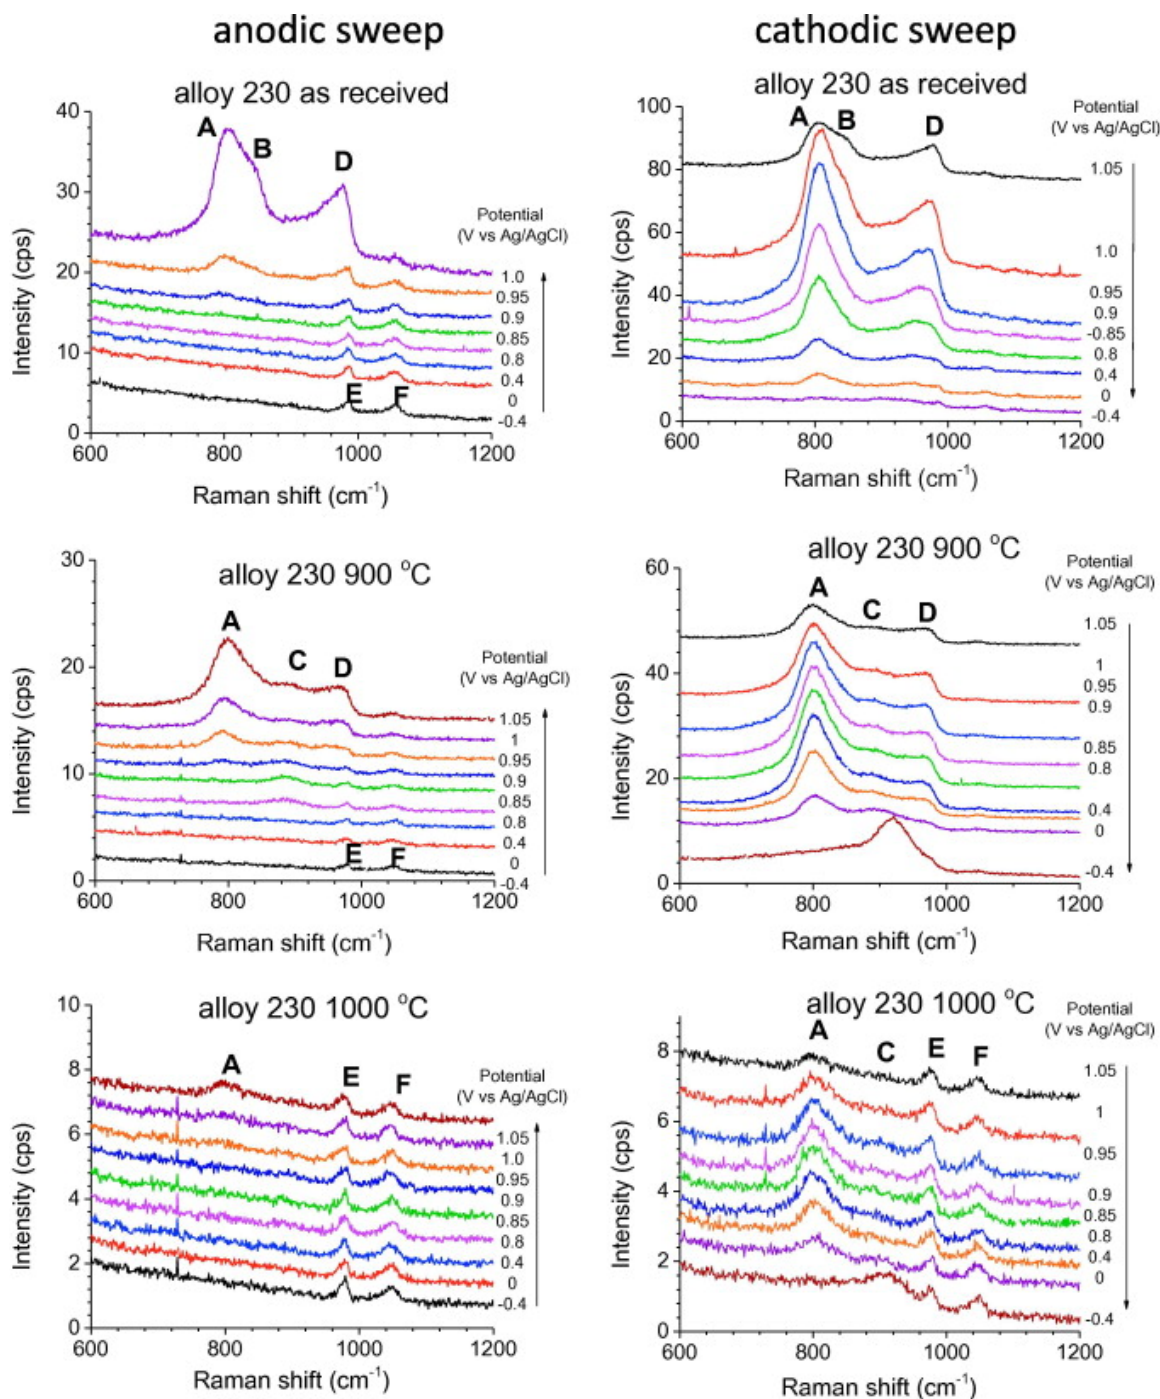 anodic sweep
cathodic sweep
alloy 230 as received
40
30
20
10
0
Intensity (cps)
A
B
D
E
F
Potential
(V vs Ag/AgCl)
1.0
0.95
0.9
0.85
0.8
0.4
0
-0.4
600
800
1000
1200
Raman shift (cm⁻¹)
alloy 230 as received
100
80
60
40
20
0
Intensity (cps)
A
B
D
Potential
(V vs Ag/AgCl)
1.05
1.0
0.95
0.9
-0.85
0.8
0.4
0
-0.4
600
800
1000
1200
Raman shift (cm⁻¹)
alloy 230 900 °C
30
20
10
0
Intensity (cps)
A
C
D
E
F
Potential
(V vs Ag/AgCl)
1.05
1
0.95
0.9
0.85
0.8
0.4
0
-0.4
600
800
1000
1200
Raman shift (cm⁻¹)
alloy 230 900 °C
60
40
20
0
Intensity (cps)
A
C
D
Potential
(V vs Ag/AgCl)
1.05
1
0.95
0.9
0.85
0.8
0.4
0
-0.4
600
800
1000
1200
Raman shift (cm⁻¹)
alloy 230 1000 °C
10
8
6
4
2
0
Intensity (cps)
A
E
F
Potential
(V vs Ag/AgCl)
1.05
1.0
0.95
0.9
0.85
0.8
0.4
0
-0.4
600
800
1000
1200
Raman shift (cm⁻¹)
alloy 230 1000 °C
8
6
4
2
0
Intensity (cps)
A
C
E
F
Potential
(V vs Ag/AgCl)
1.05
1
0.95
0.9
0.85
0.8
0.4
0
-0.4
600
800
1000
1200
Raman shift (cm⁻¹)